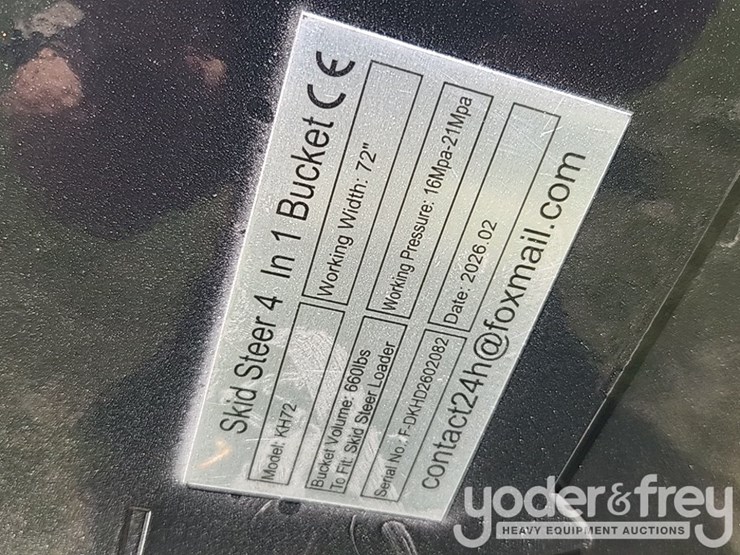 Skid Steer 4 In 1 Bucket CE
Model: KH72
Working Width: 72"
Bucket Volume: 660lbs
To Fit: Skid Steer Loader
Working Pressure: 16Mpa-21Mpa
Serial No.: F-DKHD2602082
Date: 2026.02
contact24h@foxmail.com
yoder&frey
HEAVY EQUIPMENT AUCTIONS